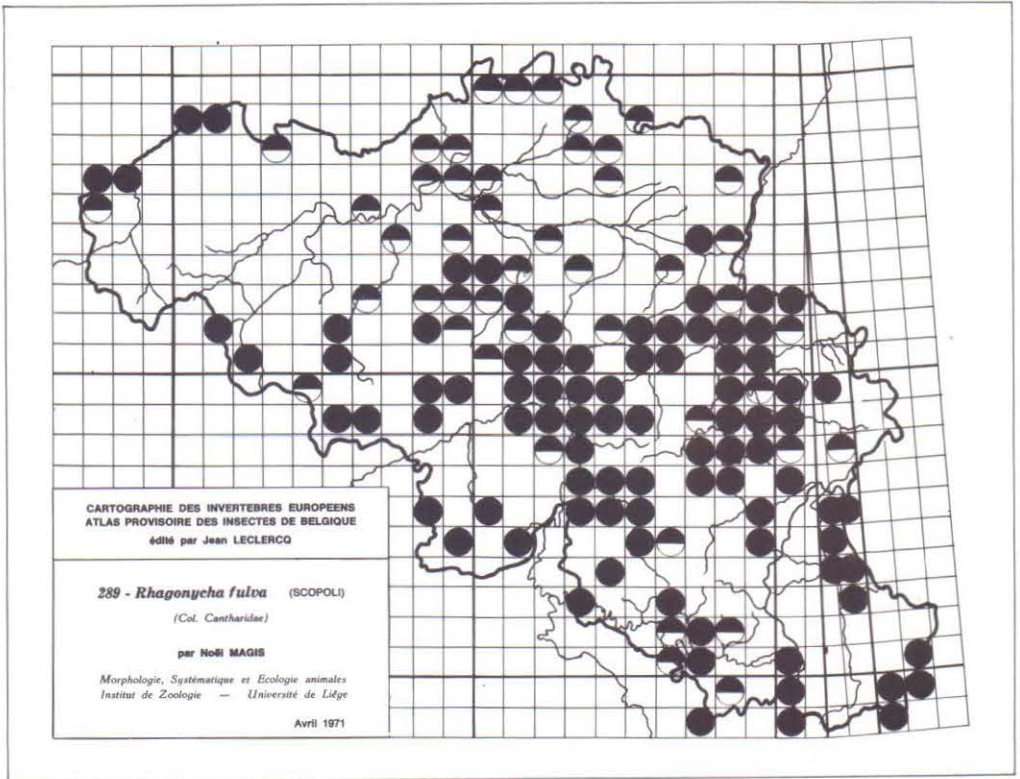 CARTOGRAPHIE DES INVERTEBRES EUROPEENS
ATLAS PROVISOIRE DES INSECTES DE BELGIQUE
édité par Jean LECLERCQ
289 - Rhagonycha fulva (SCOPOLI)
(Col. Cantharidae)
par Noël MAGIS
Morphologie, Systématique et Ecologie animales
Institut de Zoologie — Université de Liége
Avril 1971